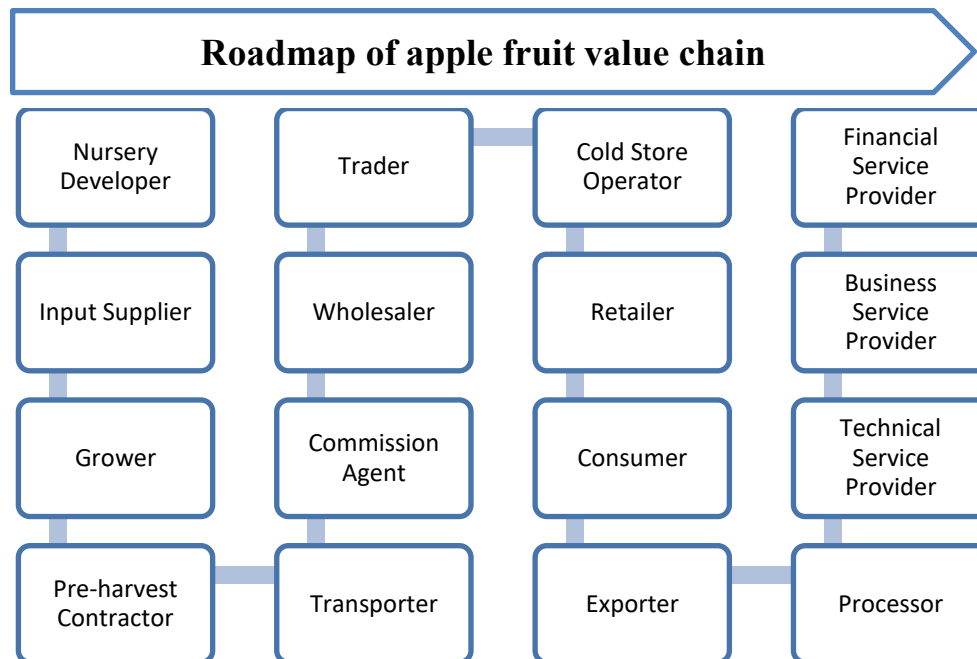 Roadmap of apple fruit value chain
Nursery
Developer
Input Supplier
Grower
Pre-harvest
Contractor
Transporter
Commission
Agent
Wholesaler
Trader
Cold Store
Operator
Retailer
Consumer
Exporter
Processor
Technical
Service
Provider
Business
Service
Provider
Financial
Service
Provider